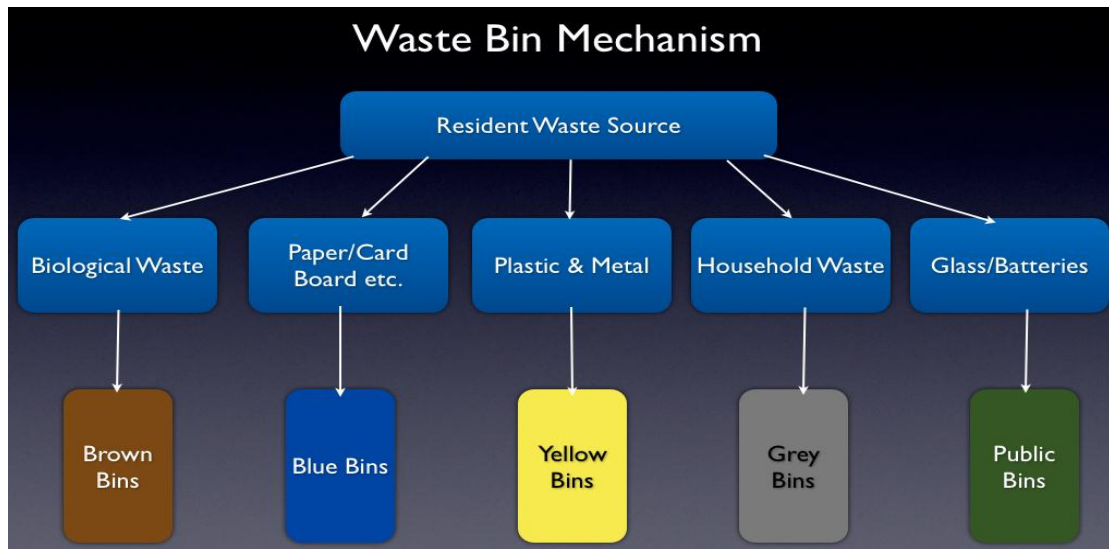 Waste Bin Mechanism
Resident Waste Source
Biological Waste
Paper/Card
Board etc.
Plastic & Metal
Household Waste
Glass/Batteries
Brown
Bins
Blue Bins
Yellow
Bins
Grey
Bins
Public
Bins